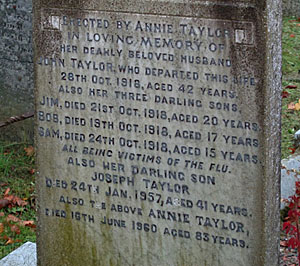 ERECTED BY ANNIE TAYLOR
IN LOVING MEMORY OF
HER DEARLY BELOVED HUSBAND
JOHN TAYLOR, WHO DEPARTED THIS LIFE
28TH OCT. 1918, AGED 42 YEARS.
ALSO HER THREE DARLING SONS,
JIM, DIED 21ST OCT. 1918, AGED 20 YEARS
BOB, DIED 19TH OCT. 1918, AGED 17 YEARS
SAM, DIED 24TH OCT. 1918, AGED 15 YEARS.
ALL BEING VICTIMS OF THE FLU.
ALSO HER DARLING SON
JOSEPH TAYLOR
DIED 24TH JAN. 1957, AGED 41 YEARS.
ALSO THE ABOVE ANNIE TAYLOR,
DIED 16TH JUNE 1960 AGED 83 YEARS.